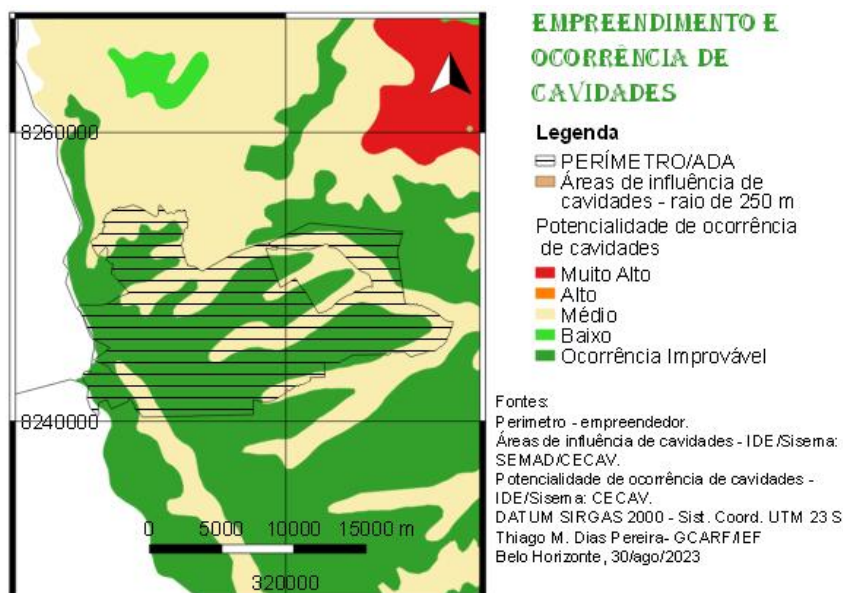 EMPREENDIMENTO E
OCORRÊNCIA DE
CAVIDADES
Legenda
PERÍMETRO/ADA
Áreas de influência de
cavidades - raio de 250 m
Potencialidade de ocorrência
de cavidades
Muito Alto
Alto
Médio
Baixo
Ocorrência Improvável
Fontes:
Perimetro - empreendedor.
Áreas de influência de cavidades - IDE/Sisema:
SEMAD/CECAV.
Potencialidade de ocorrência de cavidades -
IDE/Sisema: CECAV.
DATUM SIRGAS 2000 - Sist. Coord. UTM 23 S
Thiago M. Dias Pereira- GCARF/IEF
Belo Horizonte, 30/ago/2023
8260000
8240000
0 5000 10000 15000 m
320000